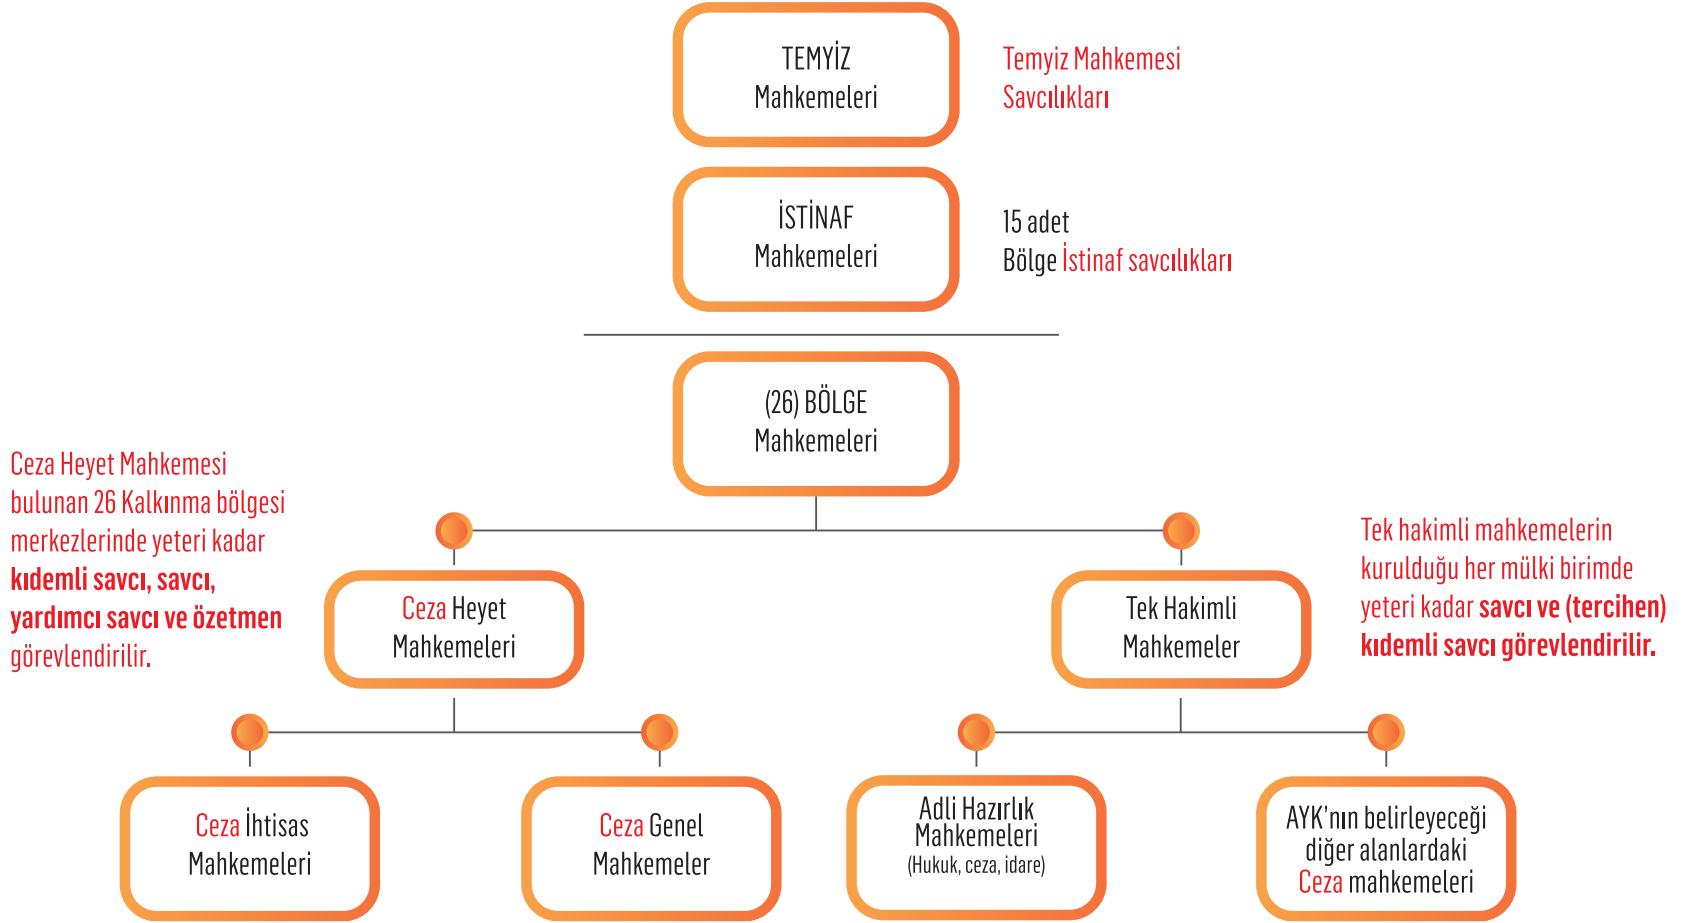 TEMYİZ
Mahkemeleri
Temyiz Mahkemesi
Savcılıkları
İSTİNAF
Mahkemeleri
15 adet
Bölge İstinaf savcılıkları
(26) BÖLGE
Mahkemeleri
Ceza Heyet Mahkemesi
bulunan 26 Kalkınma bölgesi
merkezlerinde yeteri kadar
kıdemli savcı, savcı,
yardımcı savcı ve özetmen
görevlendirilir.
Ceza Heyet
Mahkemeleri
Tek Hakimli
Mahkemeler
Tek hakimli mahkemelerin
kurulduğu her mülki birimde
yeteri kadar savcı ve (tercihen)
kıdemli savcı görevlendirilir.
Ceza İhtisas
Mahkemeleri
Ceza Genel
Mahkemeler
Adli Hazırlık
Mahkemeleri
(Hukuk, ceza, idare)
AYK’nın belirleyeceği
diğer alanlardaki
Ceza mahkemeleri